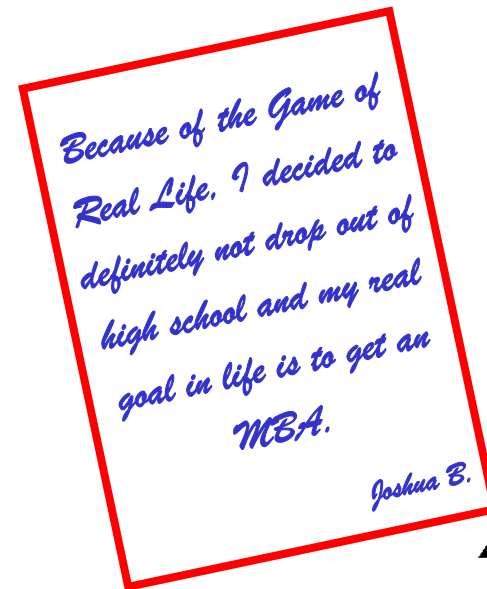 Because of the Game of
Real Life, I decided to
definitely not drop out of
high school and my real
goal in life is to get an
MBA.
Joshua B.